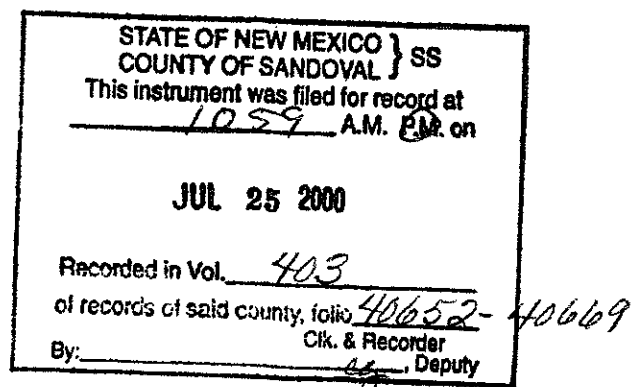 STATE OF NEW MEXICO } SS
COUNTY OF SANDOVAL
This instrument was filed for record at
1059 A.M. P.M. on
JUL 25 2000
Recorded in Vol. 403
of records of said county, folio 40652-40669
Clk. & Recorder
By: , Deputy